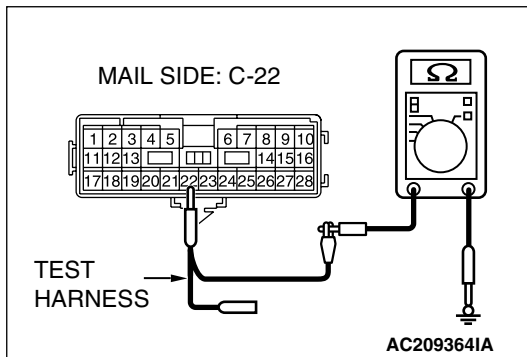 MAIL SIDE: C-22
Ω
1 2 3 4 5 6 7 8 9 10
11 12 13 14 15 16
17 18 19 20 21 22 23 24 25 26 27 28
TEST
HARNESS
AC209364IA